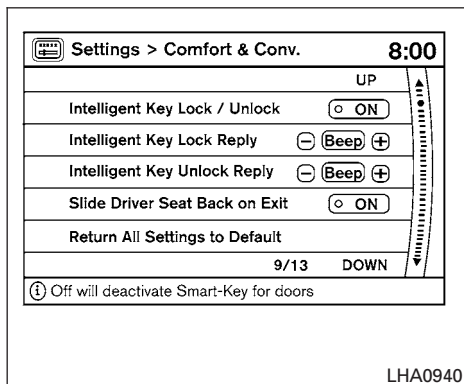 Settings > Comfort & Conv. 8:00
UP
Intelligent Key Lock / Unlock ON
Intelligent Key Lock Reply − Beep +
Intelligent Key Unlock Reply − Beep +
Slide Driver Seat Back on Exit ON
Return All Settings to Default
9/13 DOWN
i Off will deactivate Smart-Key for doors
LHA0940